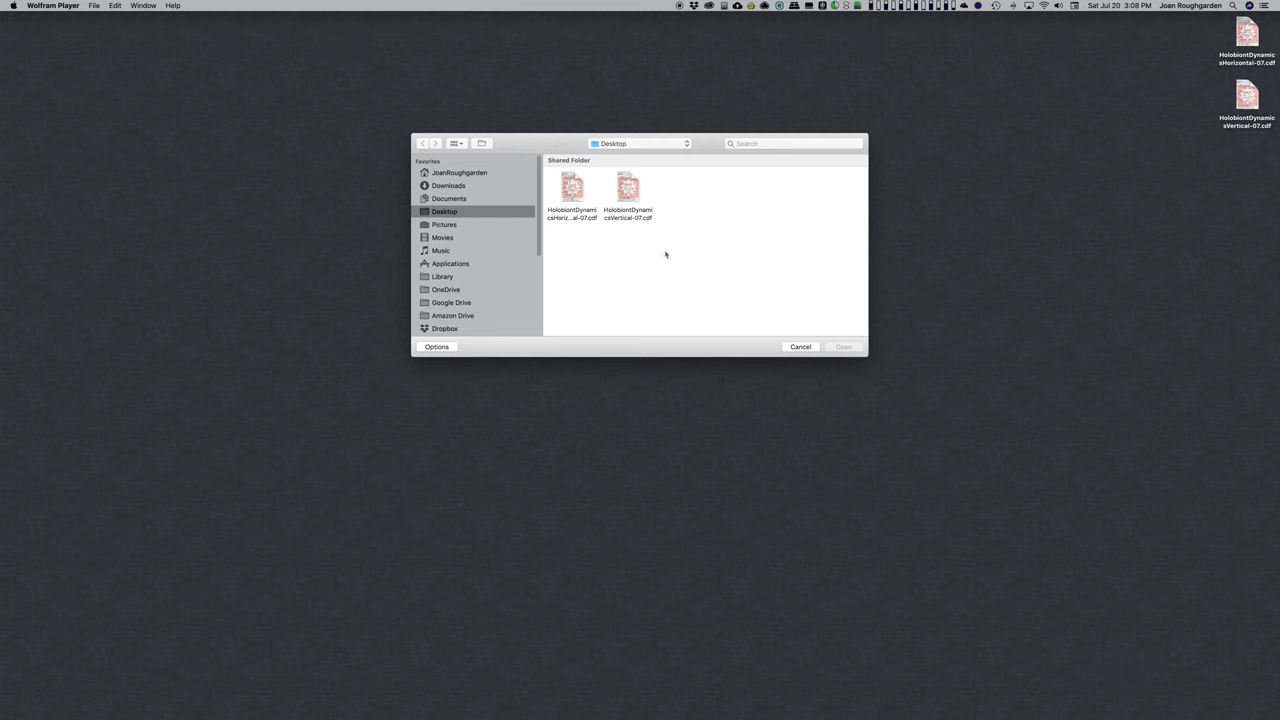 Wolfram Player File Edit Window Help
Sat Jul 20 3:08 PM Joan Roughgarden
HolobiontDynamic
sHorizontal-07.cdf
HolobiontDynamic
sVertical-07.cdf
Desktop
Search
Favorites
JoanRoughgarden
Downloads
Documents
Desktop
Pictures
Movies
Music
Applications
Library
OneDrive
Google Drive
Amazon Drive
Dropbox
Shared Folder
HolobiontDynami
csHoriz...al-07.cdf
HolobiontDynami
csVertical-07.cdf
Options
Cancel
Open